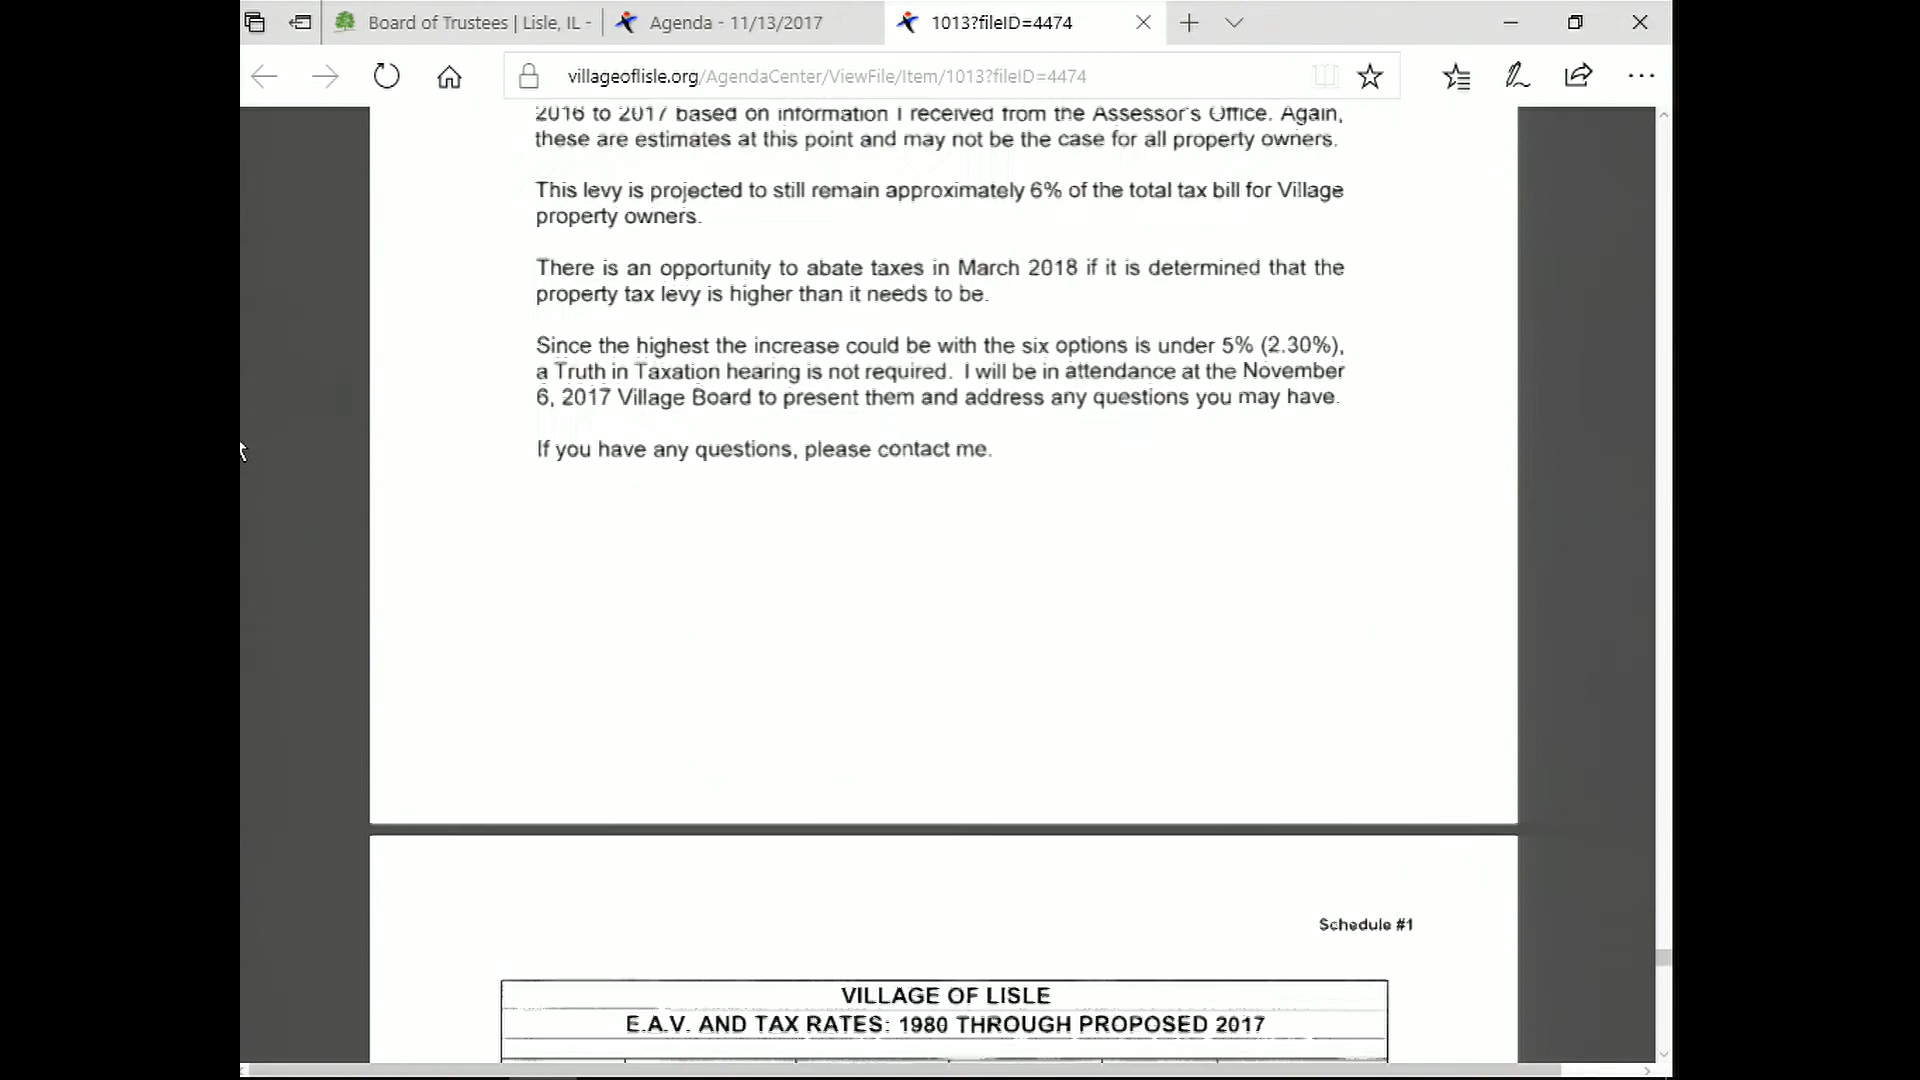 Board of Trustees | Lisle, IL -
Agenda - 11/13/2017
1013?fileID=4474
villageoflisle.org/AgendaCenter/ViewFile/Item/1013?fileID=4474
2016 to 2017 based on information I received from the Assessor's Office. Again,
these are estimates at this point and may not be the case for all property owners.
This levy is projected to still remain approximately 6% of the total tax bill for Village
property owners.
There is an opportunity to abate taxes in March 2018 if it is determined that the
property tax levy is higher than it needs to be.
Since the highest the increase could be with the six options is under 5% (2.30%),
a Truth in Taxation hearing is not required. I will be in attendance at the November
6, 2017 Village Board to present them and address any questions you may have.
If you have any questions, please contact me.
Schedule #1
VILLAGE OF LISLE
E.A.V. AND TAX RATES: 1980 THROUGH PROPOSED 2017